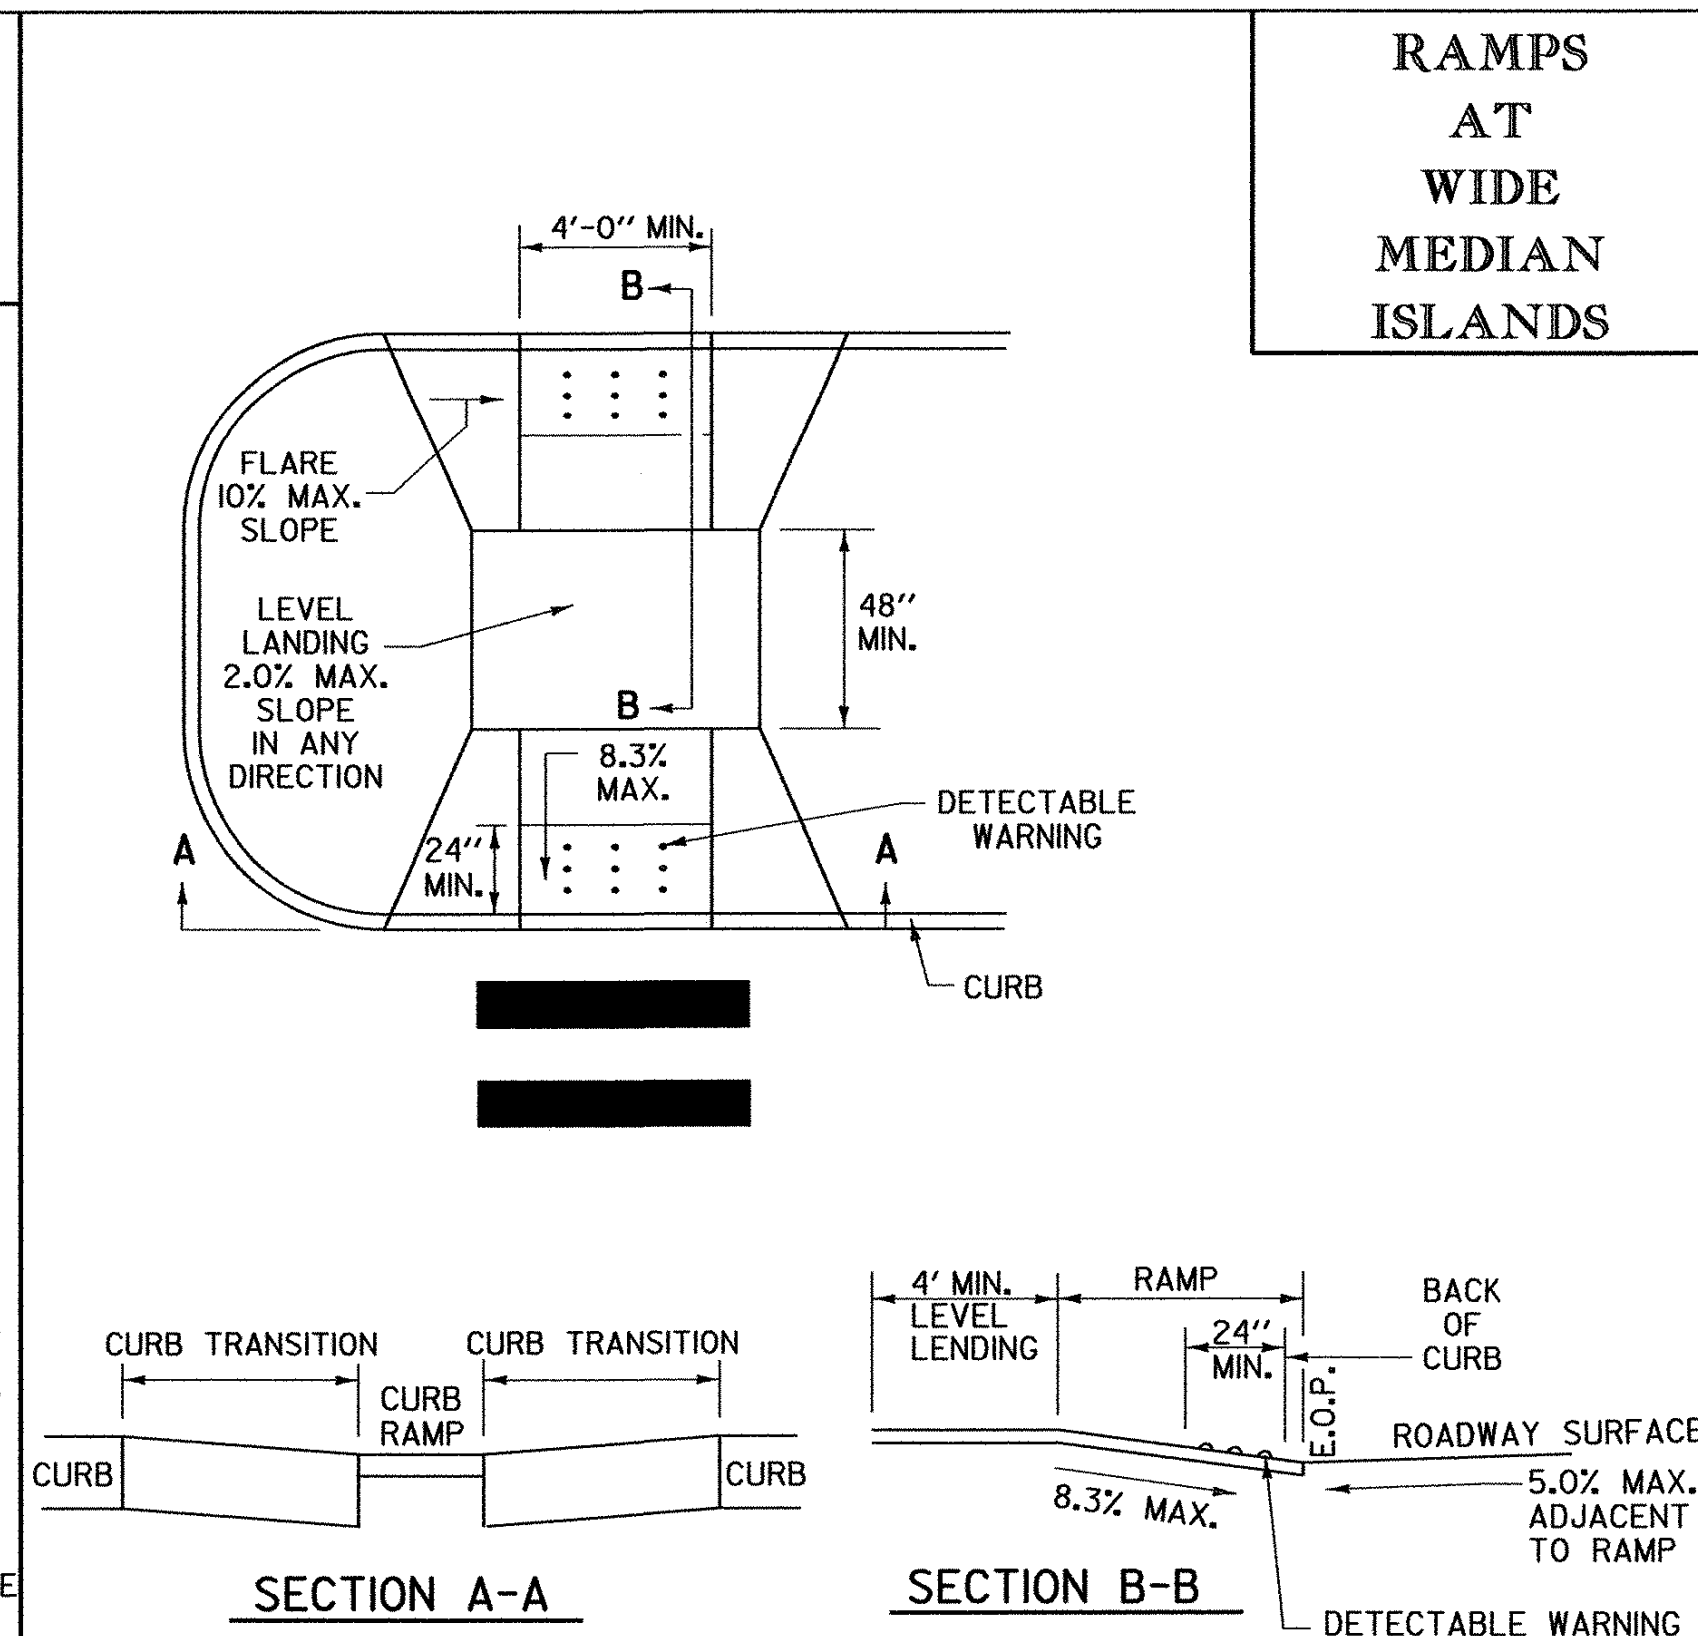 RAMPS
AT
WIDE
MEDIAN
ISLANDS
4'-0" MIN.
B
FLARE
10% MAX.
SLOPE
LEVEL
LANDING
2.0% MAX.
SLOPE
IN ANY
DIRECTION
48"
MIN.
B
8.3%
MAX.
DETECTABLE
WARNING
24"
MIN.
A
A
CURB
CURB TRANSITION
CURB TRANSITION
CURB
RAMP
CURB
CURB
SECTION A-A
4' MIN.
LEVEL
LENDING
RAMP
24"
MIN.
BACK
OF
CURB
E.O.P.
ROADWAY SURFACE
8.3% MAX.
5.0% MAX.
ADJACENT
TO RAMP
SECTION B-B
DETECTABLE WARNING
E